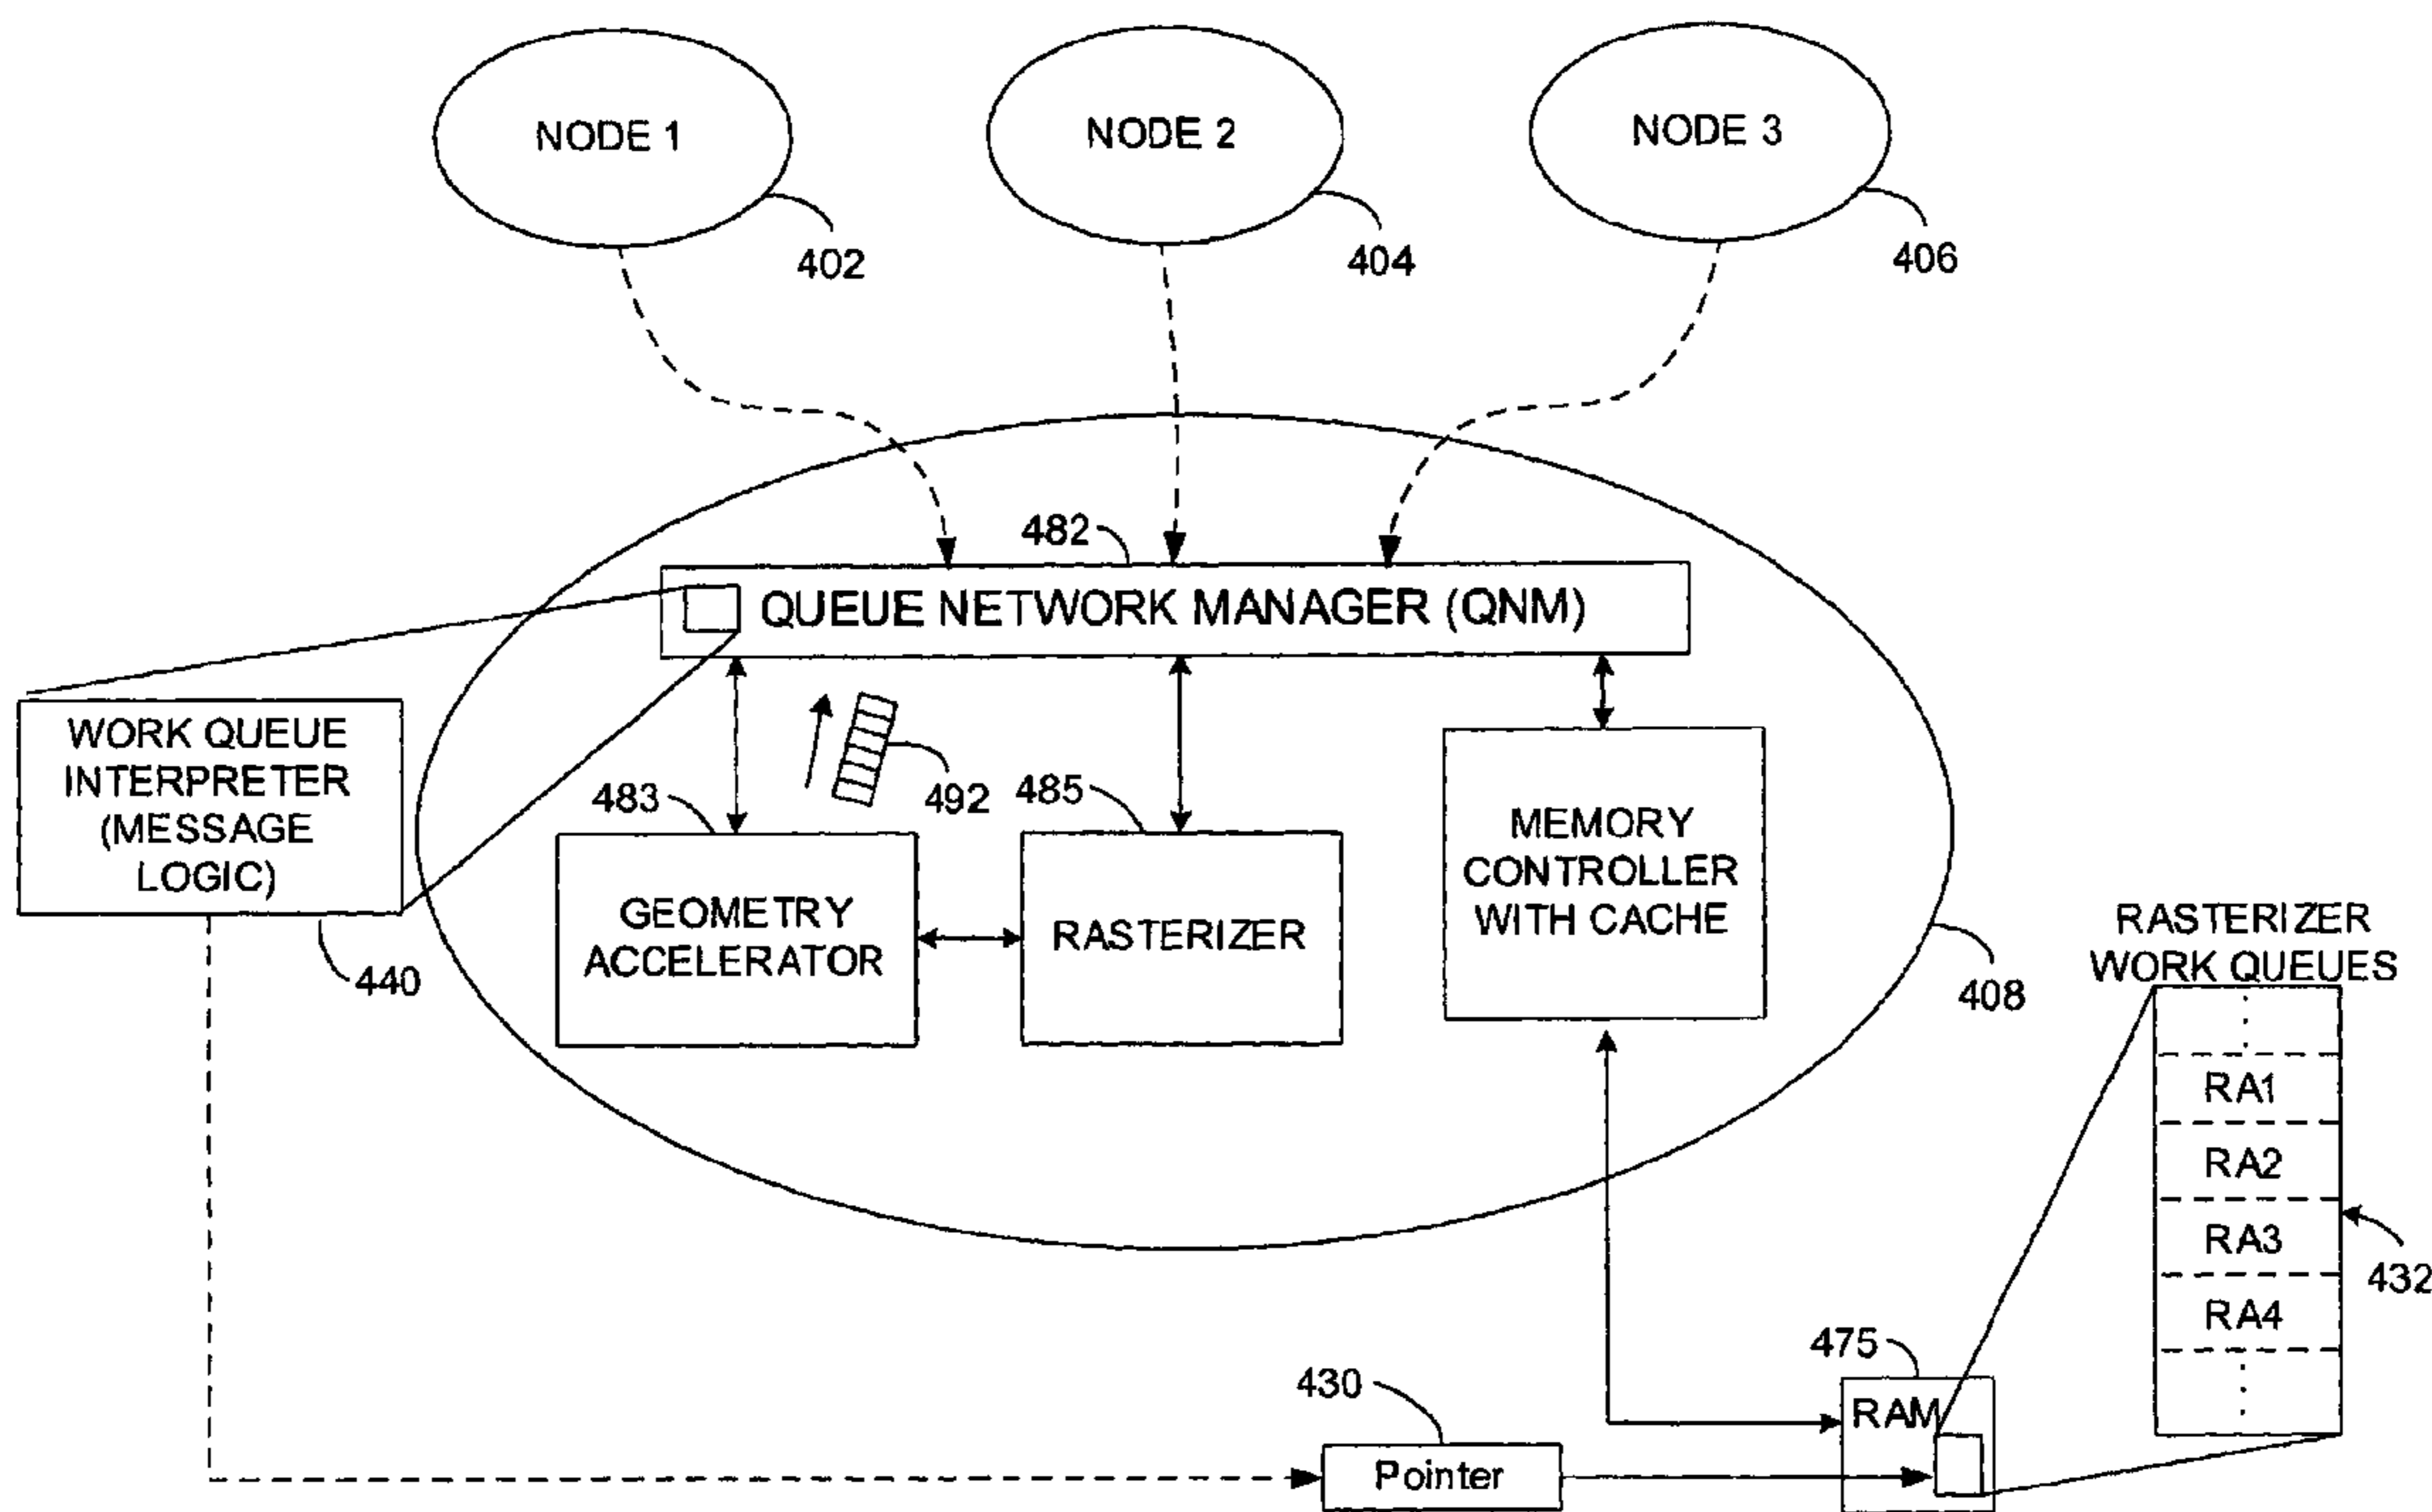 NODE 1
NODE 2
NODE 3
402
404
406
482
QUEUE NETWORK MANAGER (QNM)
WORK QUEUE
INTERPRETER
(MESSAGE
LOGIC)
440
483
492
485
GEOMETRY
ACCELERATOR
RASTERIZER
MEMORY
CONTROLLER
WITH CACHE
408
RASTERIZER
WORK QUEUES
RA1
RA2
RA3
RA4
432
475
RAM
430
Pointer